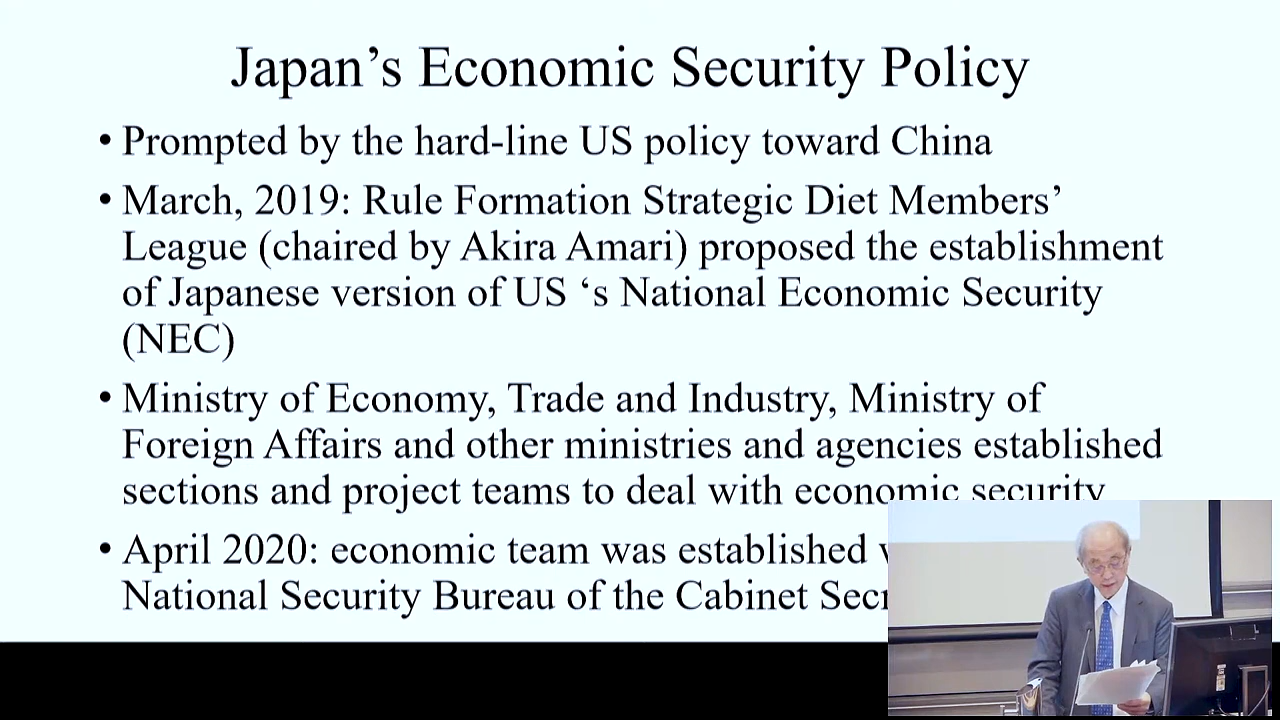 Japan’s Economic Security Policy
• Prompted by the hard-line US policy toward China
• March, 2019: Rule Formation Strategic Diet Members’
League (chaired by Akira Amari) proposed the establishment
of Japanese version of US ‘s National Economic Security
(NEC)
• Ministry of Economy, Trade and Industry, Ministry of
Foreign Affairs and other ministries and agencies established
sections and project teams to deal with economic security
• April 2020: economic team was established
National Security Bureau of the Cabinet